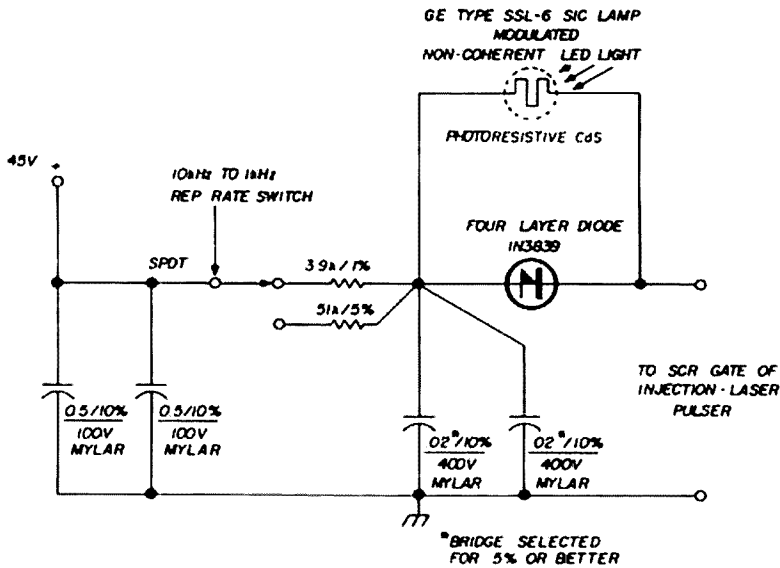 GE TYPE SSL-6 SIC LAMP
MODULATED
NON-COHERENT LED LIGHT
PHOTORESISTIVE CdS
45V
+
10kHz TO 1kHz
REP RATE SWITCH
FOUR LAYER DIODE
1N3839
SPDT
3.9k/1%
51k/5%
TO SCR GATE OF
INJECTION-LASER
PULSER
0.5/10%
100V
MYLAR
0.5/10%
100V
MYLAR
.02*/10%
400V
MYLAR
.02*/10%
400V
MYLAR
*BRIDGE SELECTED
FOR 5% OR BETTER